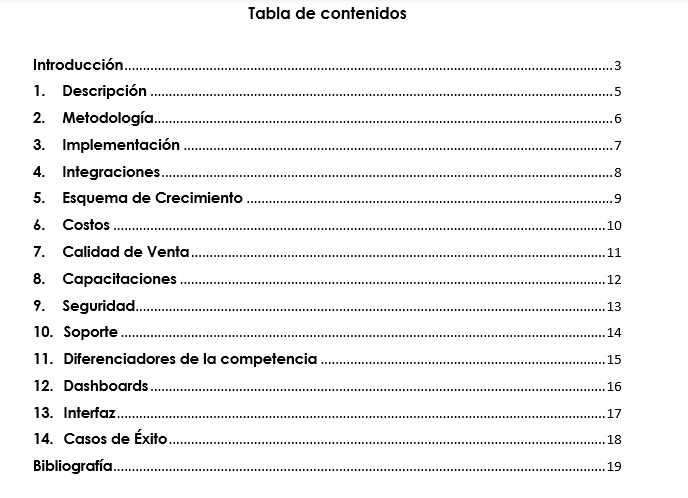 Tabla de contenidos
Introducción 3
1. Descripción 5
2. Metodología 6
3. Implementación 7
4. Integraciones 8
5. Esquema de Crecimiento 9
6. Costos 10
7. Calidad de Venta 11
8. Capacitaciones 12
9. Seguridad 13
10. Soporte 14
11. Diferenciadores de la competencia 15
12. Dashboards 16
13. Interfaz 17
14. Casos de Éxito 18
Bibliografía 19